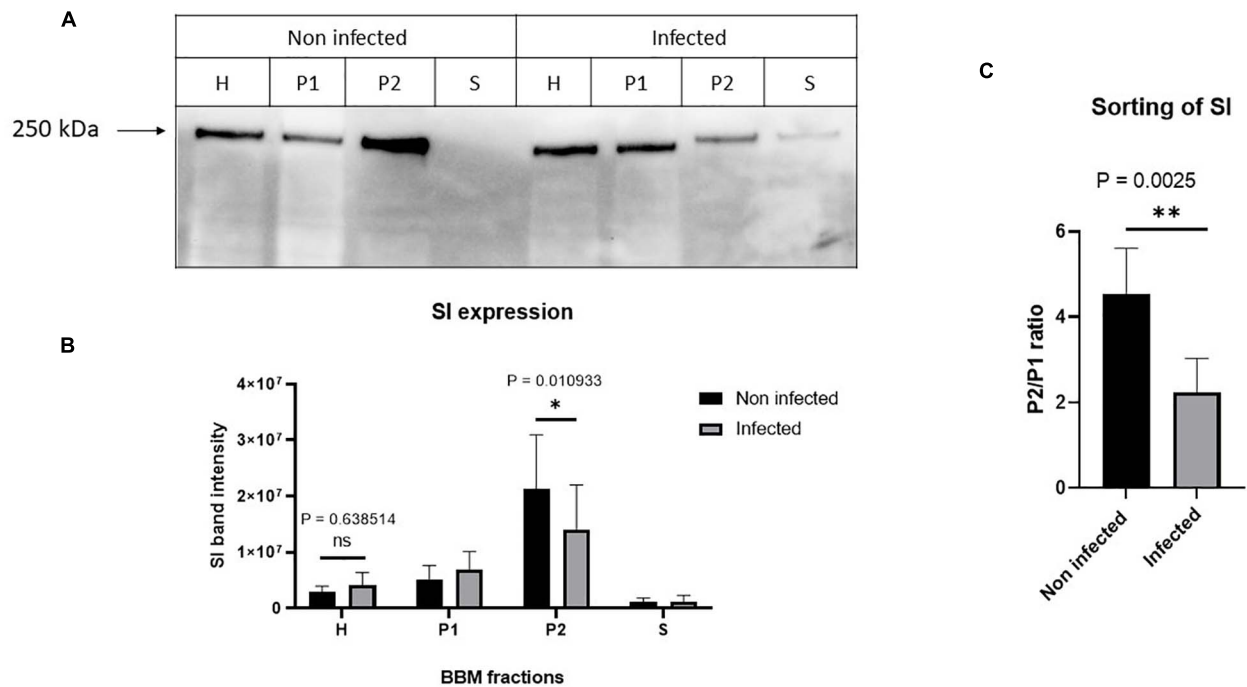 A
Non infected Infected
H P1 P2 S H P1 P2 S
250 kDa
SI expression
B
4×10⁷
3×10⁷
2×10⁷
1×10⁷
0
SI band intensity
P = 0.638514
ns
P = 0.010933
*
Non infected
Infected
H P1 P2 S
BBM fractions
C
Sorting of SI
P = 0.0025
**
6
4
2
0
P2/P1 ratio
Non infected
Infected